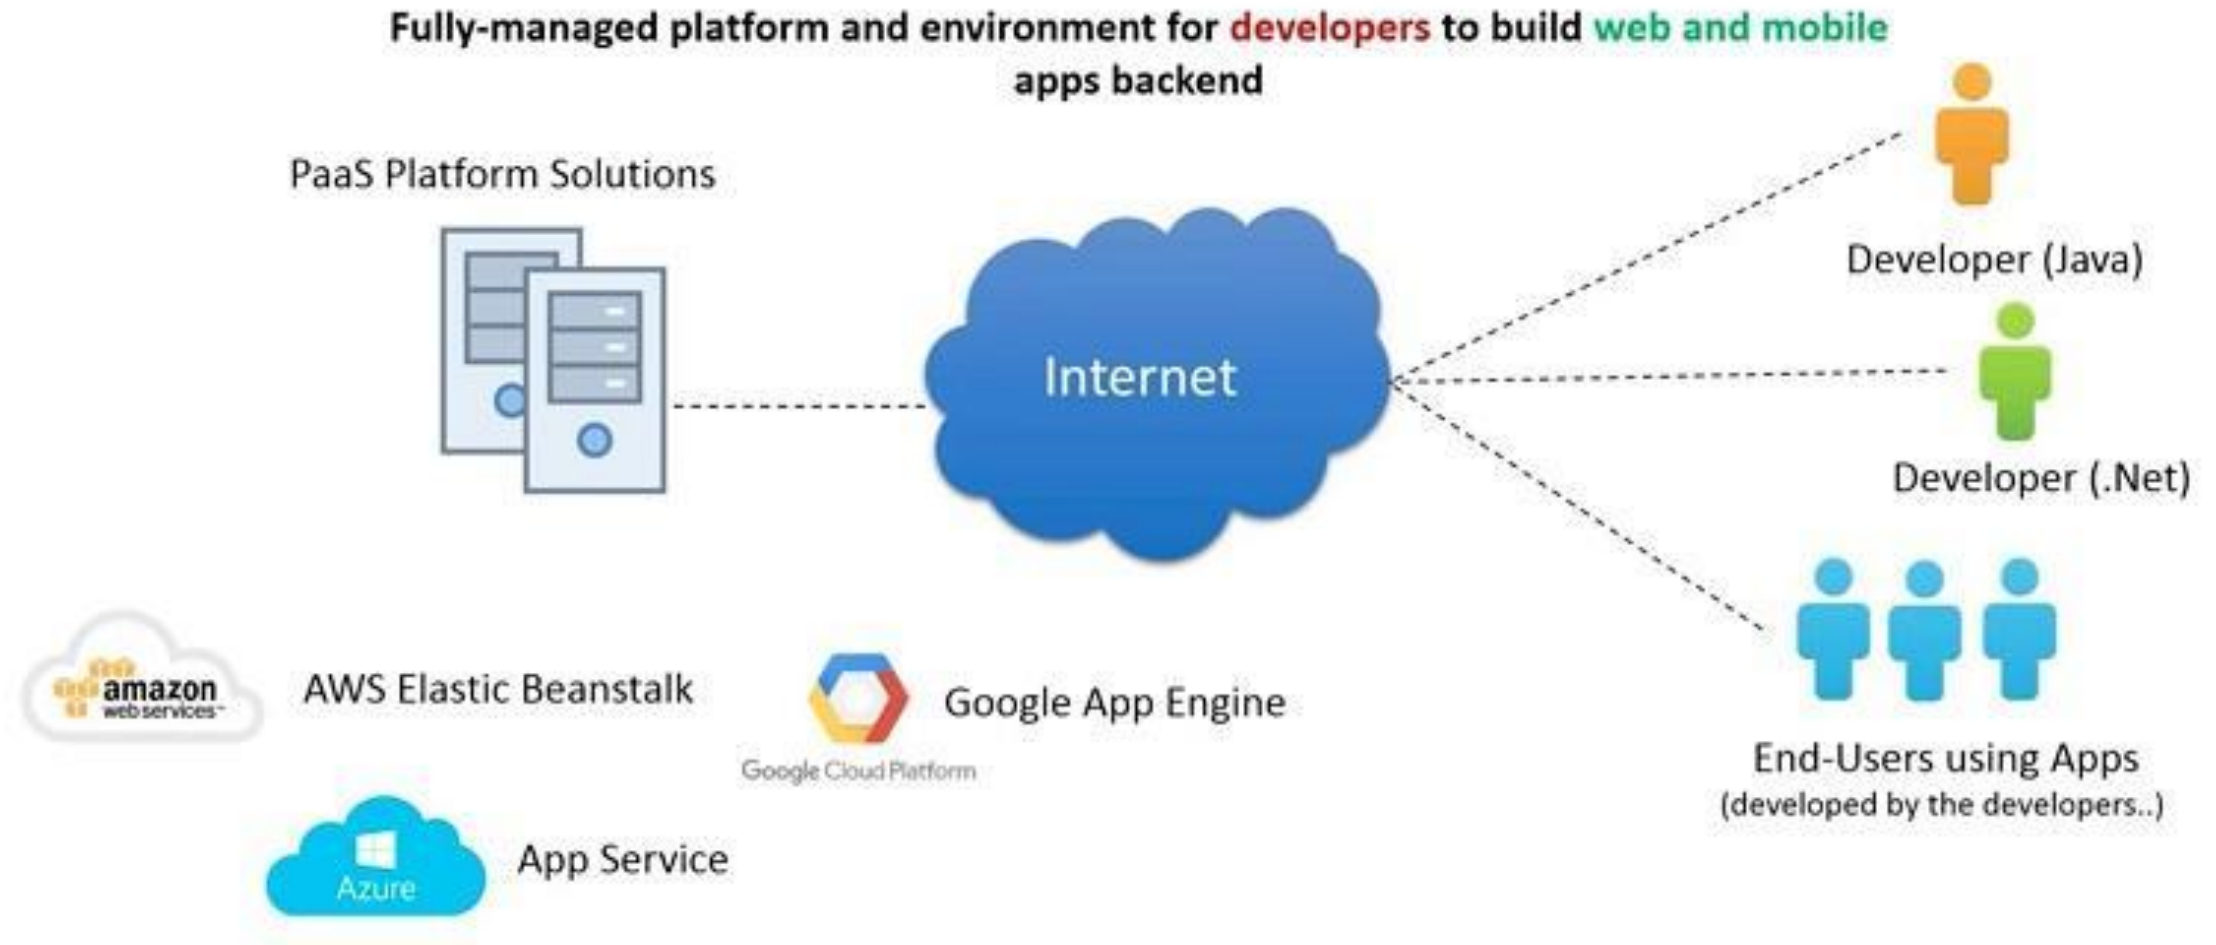 Fully-managed platform and environment for developers to build web and mobile
apps backend
PaaS Platform Solutions
Internet
Developer (Java)
Developer (.Net)
End-Users using Apps
(developed by the developers..)
amazon
webservices™
AWS Elastic Beanstalk
Google App Engine
Google Cloud Platform
Azure
App Service